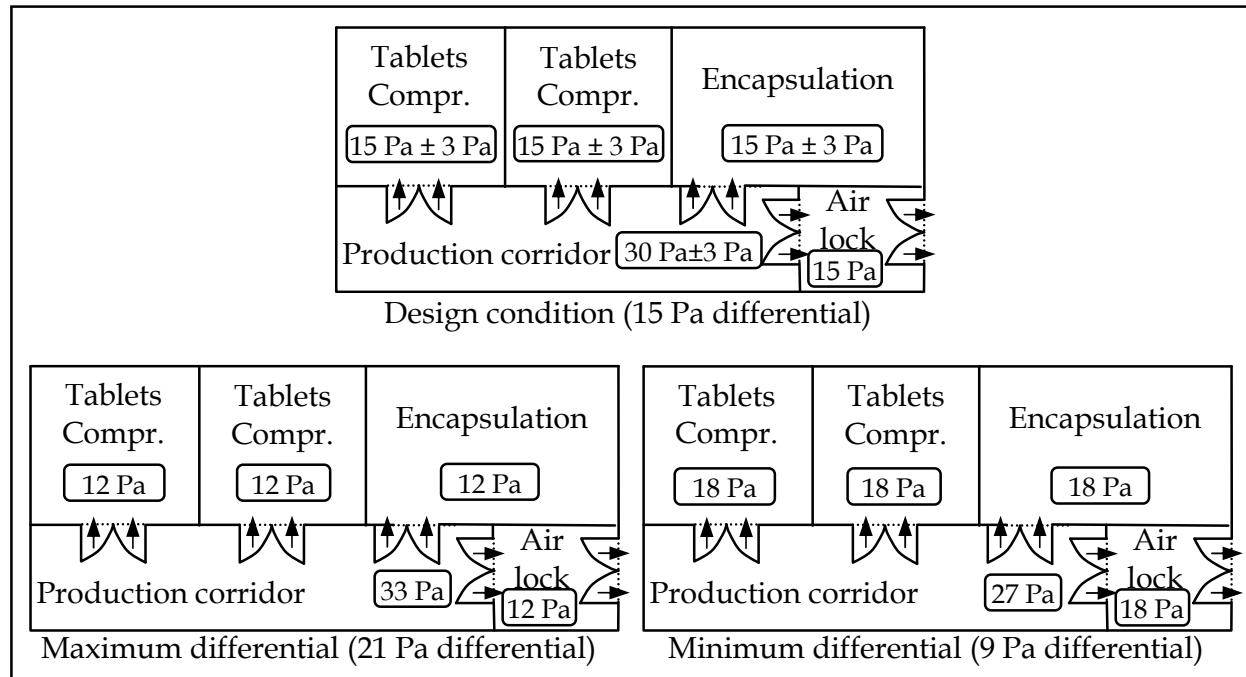 Tablets
Compr.
15 Pa ± 3 Pa
Tablets
Compr.
15 Pa ± 3 Pa
Encapsulation
15 Pa ± 3 Pa
Production corridor
30 Pa±3 Pa
Air
lock
15 Pa
Design condition (15 Pa differential)
Tablets
Compr.
12 Pa
Tablets
Compr.
12 Pa
Encapsulation
12 Pa
Production corridor
33 Pa
Air
lock
12 Pa
Maximum differential (21 Pa differential)
Tablets
Compr.
18 Pa
Tablets
Compr.
18 Pa
Encapsulation
18 Pa
Production corridor
27 Pa
Air
lock
18 Pa
Minimum differential (9 Pa differential)